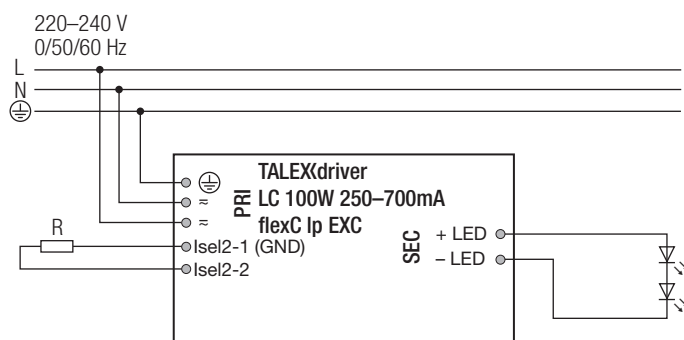 220–240 V
0/50/60 Hz
L
N
TALEXXdriver
PRI
LC 100W 250–700mA
≂
flexC lp EXC
≂
R
Isel2-1 (GND)
Isel2-2
SEC
+ LED
– LED